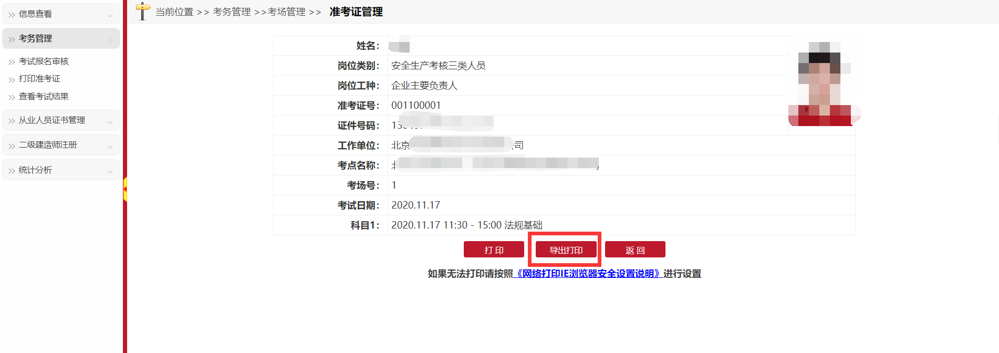 信息查看
考务管理
考试报名审核
打印准考证
查看考试结果
从业人员证书管理
二级建造师注册
统计分析
当前位置 >> 考务管理 >>考场管理 >> 准考证管理
姓名：
岗位类别： 安全生产考核三类人员
岗位工种： 企业主要负责人
准考证号： 001100001
证件号码： 13
工作单位： 北京 司
考点名称：
考场号： 1
考试日期： 2020.11.17
科目1： 2020.11.17 11:30 - 15:00 法规基础
打 印 导出打印 返 回
如果无法打印请按照《网络打印IE浏览器安全设置说明》进行设置